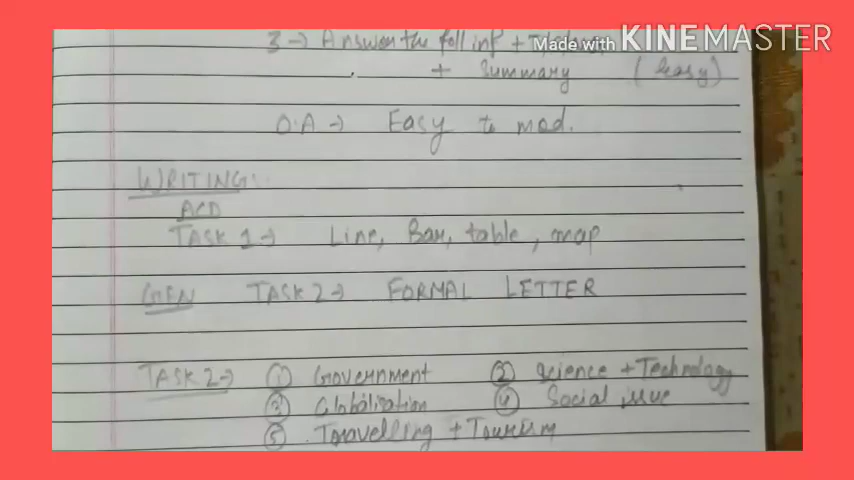 3 → Answer the foll inf +
Made with KINEMASTER
+ Summary (Easy)
O.A → Easy to mod.
WRITING:
ACD
TASK 1 → Line, Bar, table, map
GEN TASK 2 → FORMAL LETTER
TASK 2 → ① Government ② Science + Technology
③ Globalization ④ Social issue
⑤ Travelling + Tourism